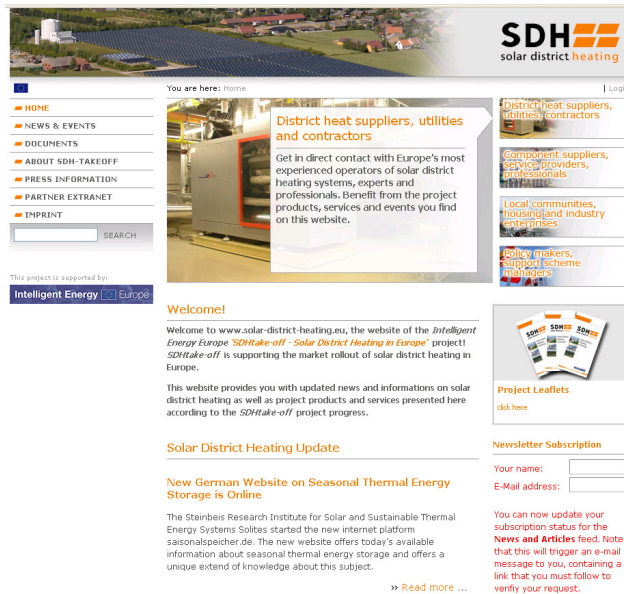 SDH
solar district heating
You are here: Home
| Logi
HOME
NEWS & EVENTS
DOCUMENTS
ABOUT SDH-TAKEOFF
PRESS INFORMATION
PARTNER EXTRANET
IMPRINT
SEARCH
This project is supported by:
Intelligent Energy Europe
District heat suppliers, utilities
and contractors
Get in direct contact with Europe's most
experienced operators of solar district
heating systems, experts and
professionals. Benefit from the project
products, services and events you find
on this website.
District heat suppliers,
utilities, contractors
Component suppliers,
service providers,
professionals
Local communities,
housing and industry
enterprises
Policy makers,
support scheme
managers
Welcome!
Welcome to www.solar-district-heating.eu, the website of the Intelligent
Energy Europe 'SDHtake-off - Solar District Heating in Europe' project!
SDHtake-off is supporting the market rollout of solar district heating in
Europe.
This website provides you with updated news and informations on solar
district heating as well as project products and services presented here
according to the SDHtake-off project progress.
Solar District Heating Update
New German Website on Seasonal Thermal Energy
Storage is Online
The Steinbeis Research Institute for Solar and Sustainable Thermal
Energy Systems Solites started the new internet platform
saisonalspeicher.de. The new website offers today's available
information about seasonal thermal energy storage and offers a
unique extend of knowledge about this subject.
›› Read more ...
SDH
SDH
SDH
Project Leaflets
click here
Newsletter Subscription
Your name:
E-Mail address:
You can now update your
subscription status for the
News and Articles feed. Note
that this will trigger an e-mail
message to you, containing a
link that you must follow to
verifiy your request.